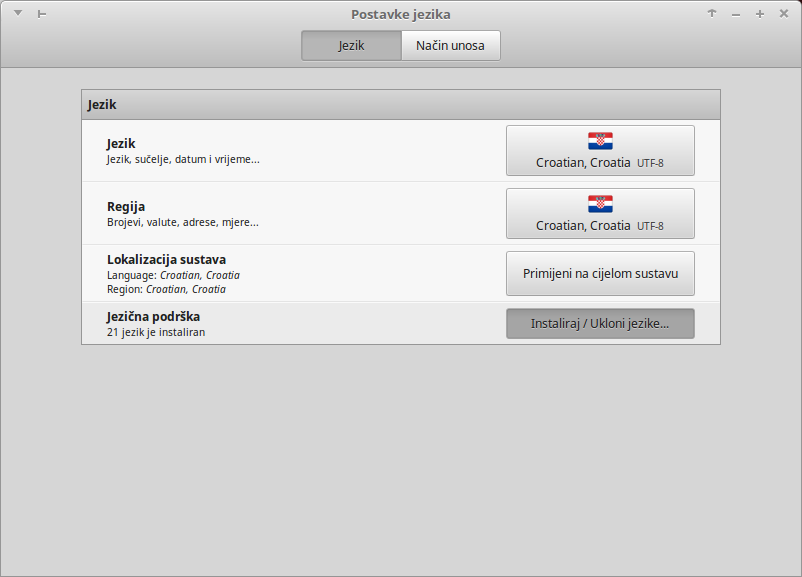 Postavke jezika
Jezik
Način unosa
Jezik
Jezik
Jezik, sučelje, datum i vrijeme...
Croatian, Croatia UTF-8
Regija
Brojevi, valute, adrese, mjere...
Croatian, Croatia UTF-8
Lokalizacija sustava
Language: Croatian, Croatia
Region: Croatian, Croatia
Primijeni na cijelom sustavu
Jezična podrška
21 jezik je instaliran
Instaliraj / Ukloni jezike...